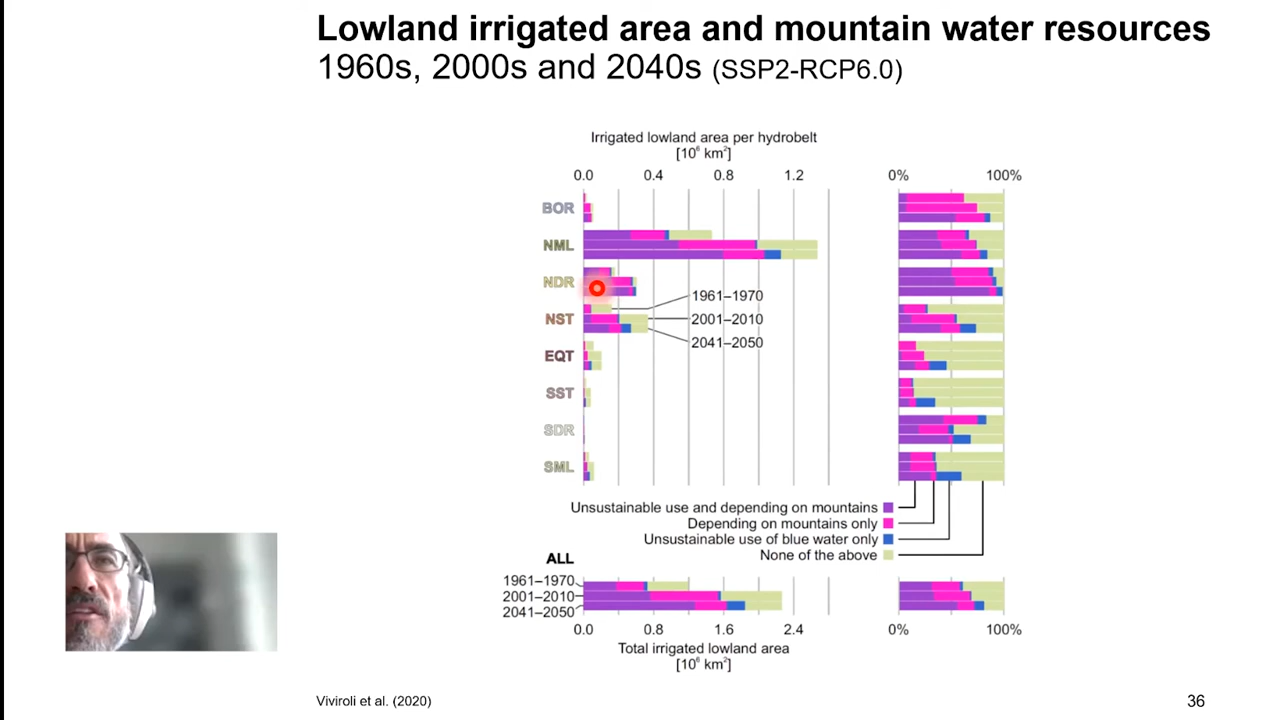 Lowland irrigated area and mountain water resources
1960s, 2000s and 2040s (SSP2-RCP6.0)
Irrigated lowland area per hydrobelt
[10⁶ km²]
0.0 0.4 0.8 1.2 0% 100%
BOR
NML
NDR
1961–1970
NST 2001–2010
2041–2050
EQT
SST
SDR
SML
Unsustainable use and depending on mountains
Depending on mountains only
Unsustainable use of blue water only
None of the above
ALL
1961–1970
2001–2010
2041–2050
0.0 0.8 1.6 2.4 0% 100%
Total irrigated lowland area
[10⁶ km²]
Viviroli et al. (2020) 36